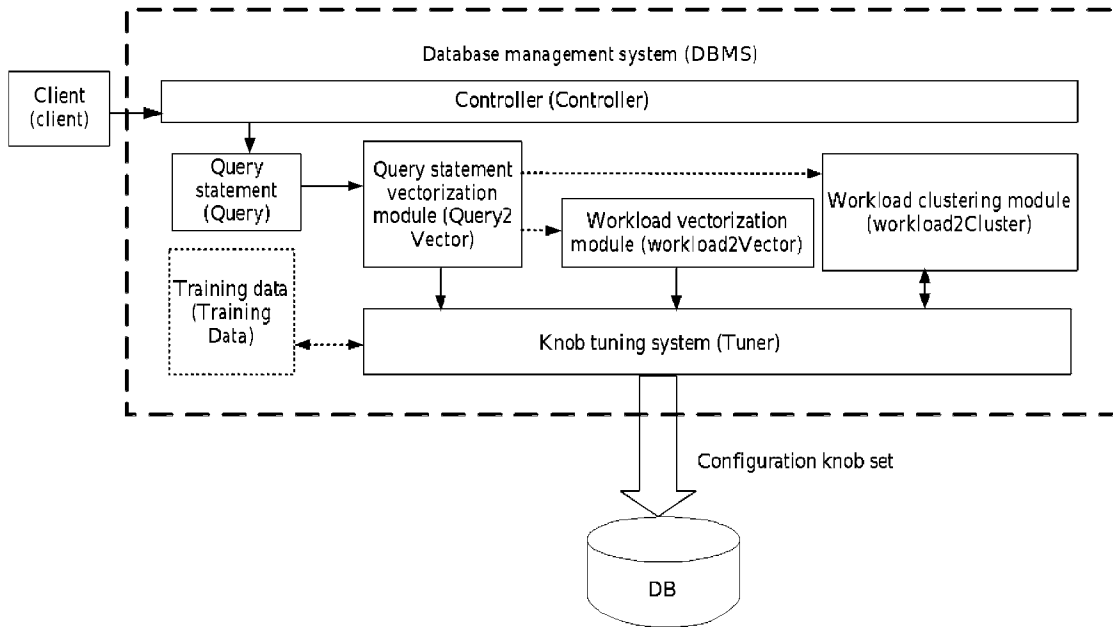 Database management system (DBMS)
Client
(client)
Controller (Controller)
Query
statement
(Query)
Query statement
vectorization
module (Query2
Vector)
Workload vectorization
module (workload2Vector)
Workload clustering module
(workload2Cluster)
Training data
(Training
Data)
Knob tuning system (Tuner)
Configuration knob set
DB